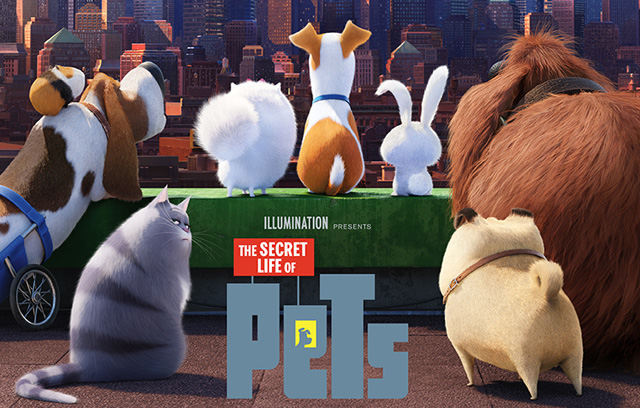 ILLUMINATION PRESENTS
THE SECRET
LIFE OF
PeTs